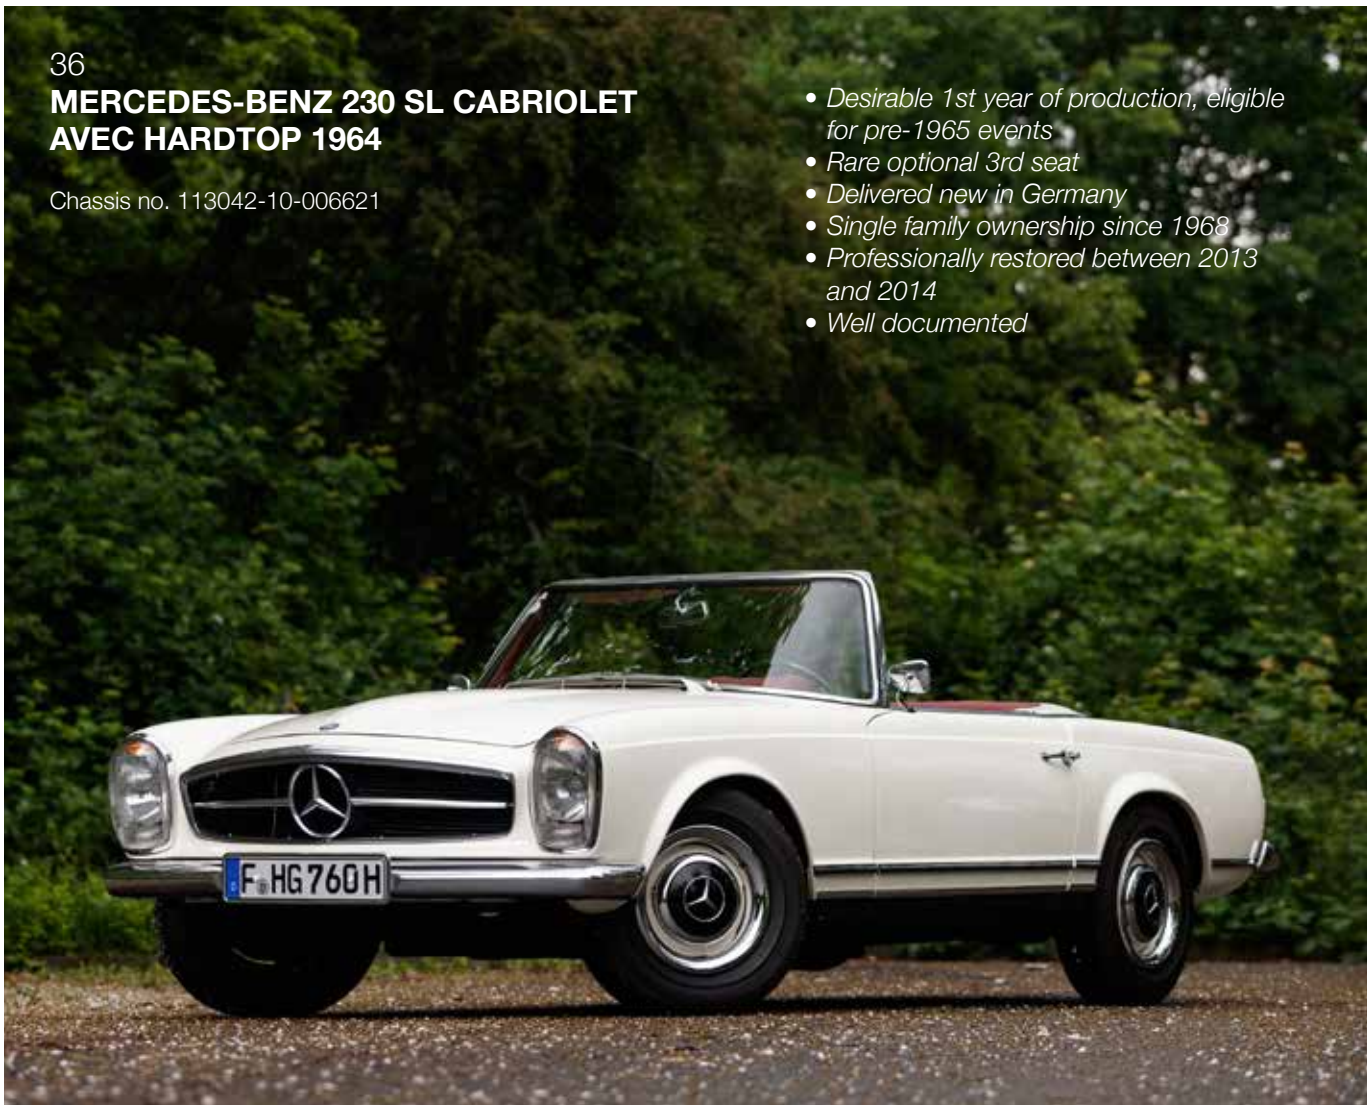 36
MERCEDES-BENZ 230 SL CABRIOLET
AVEC HARDTOP 1964
Chassis no. 113042-10-006621
• Desirable 1st year of production, eligible
for pre-1965 events
• Rare optional 3rd seat
• Delivered new in Germany
• Single family ownership since 1968
• Professionally restored between 2013
and 2014
• Well documented
F HG 760 H